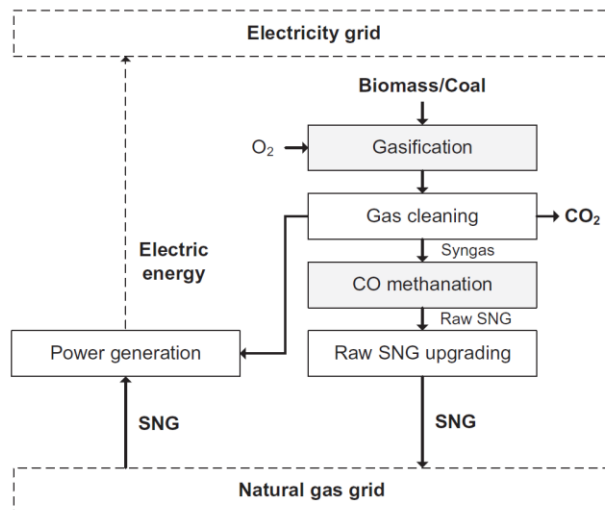 Electricity grid
Biomass/Coal
O₂
Gasification
Gas cleaning
CO₂
Syngas
Electric
energy
CO methanation
Raw SNG
Power generation
Raw SNG upgrading
SNG
SNG
Natural gas grid